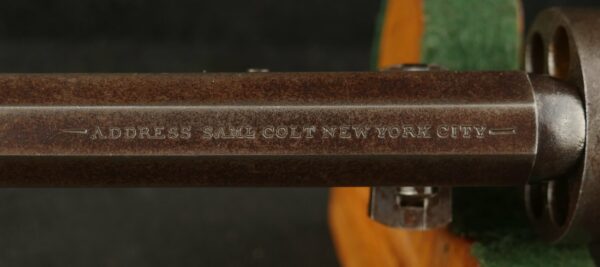 ADDRESS SAML COLT NEW YORK CITY